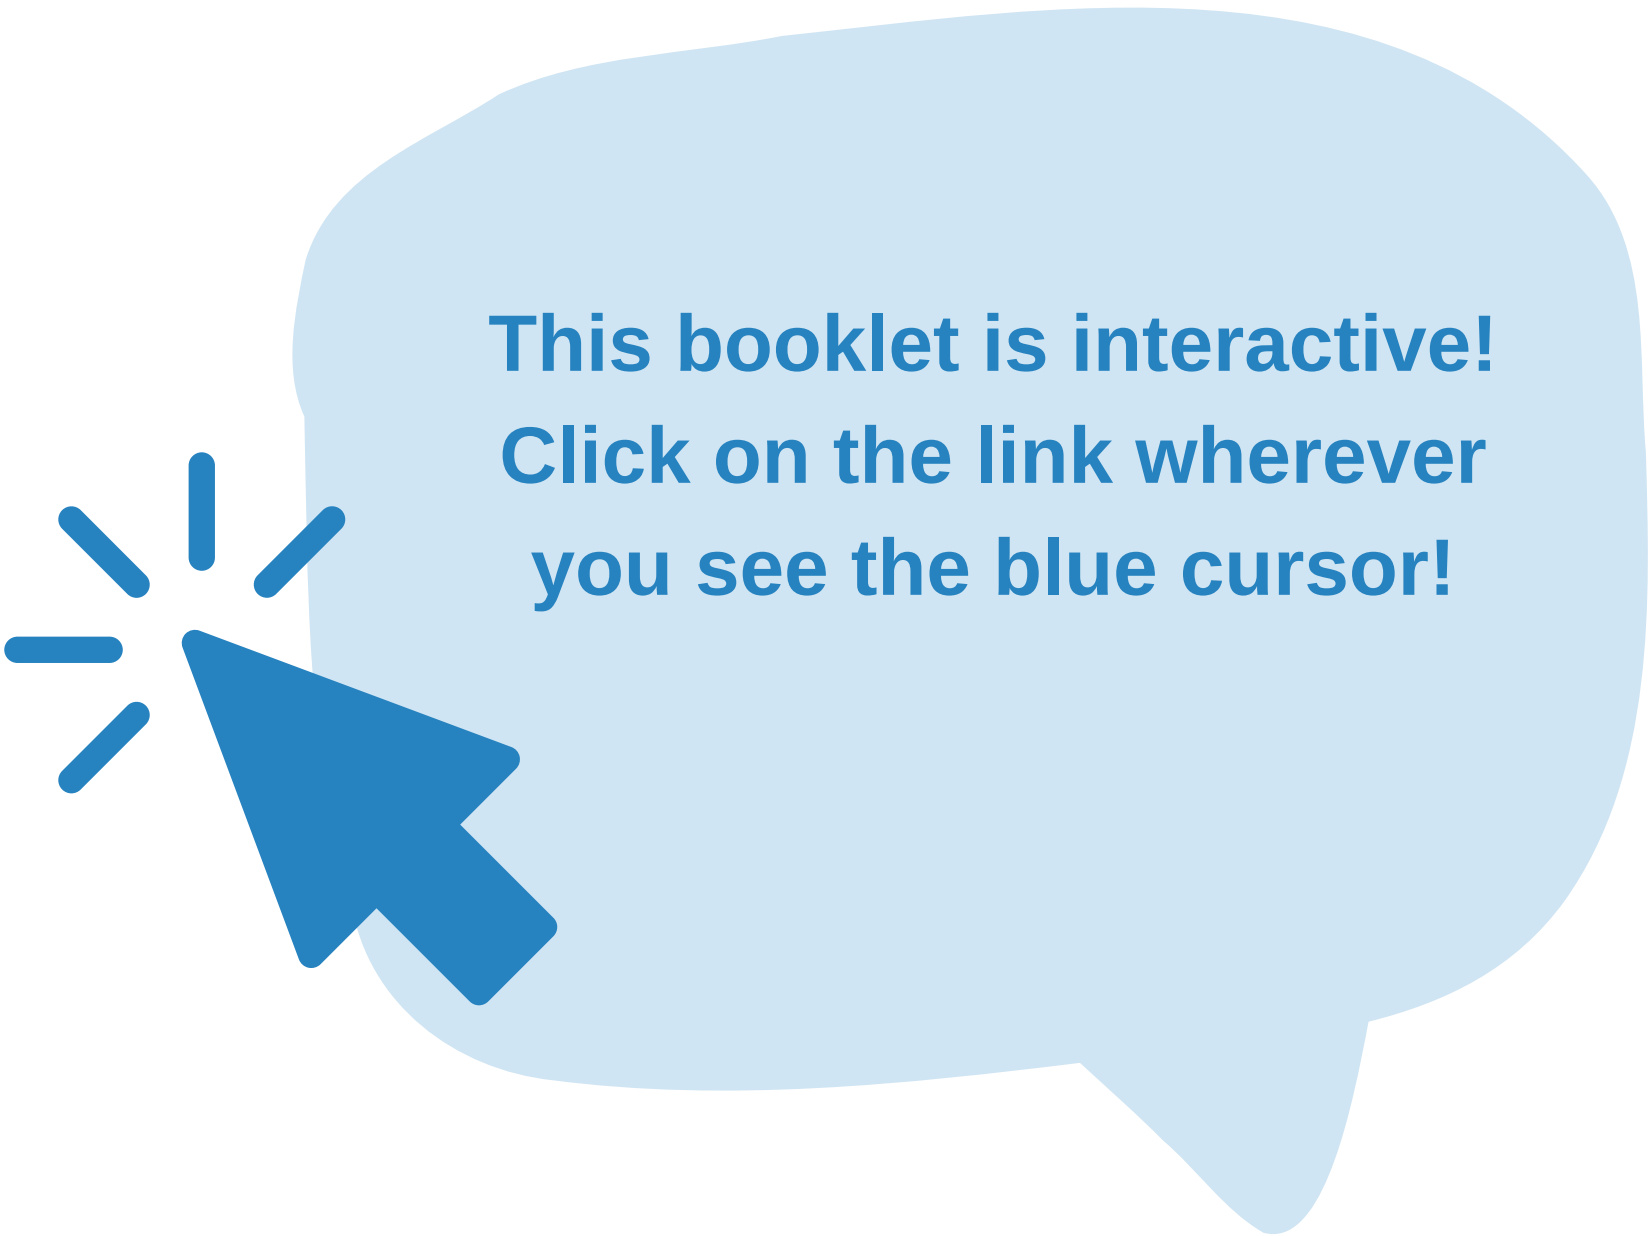 This booklet is interactive!
Click on the link wherever
you see the blue cursor!